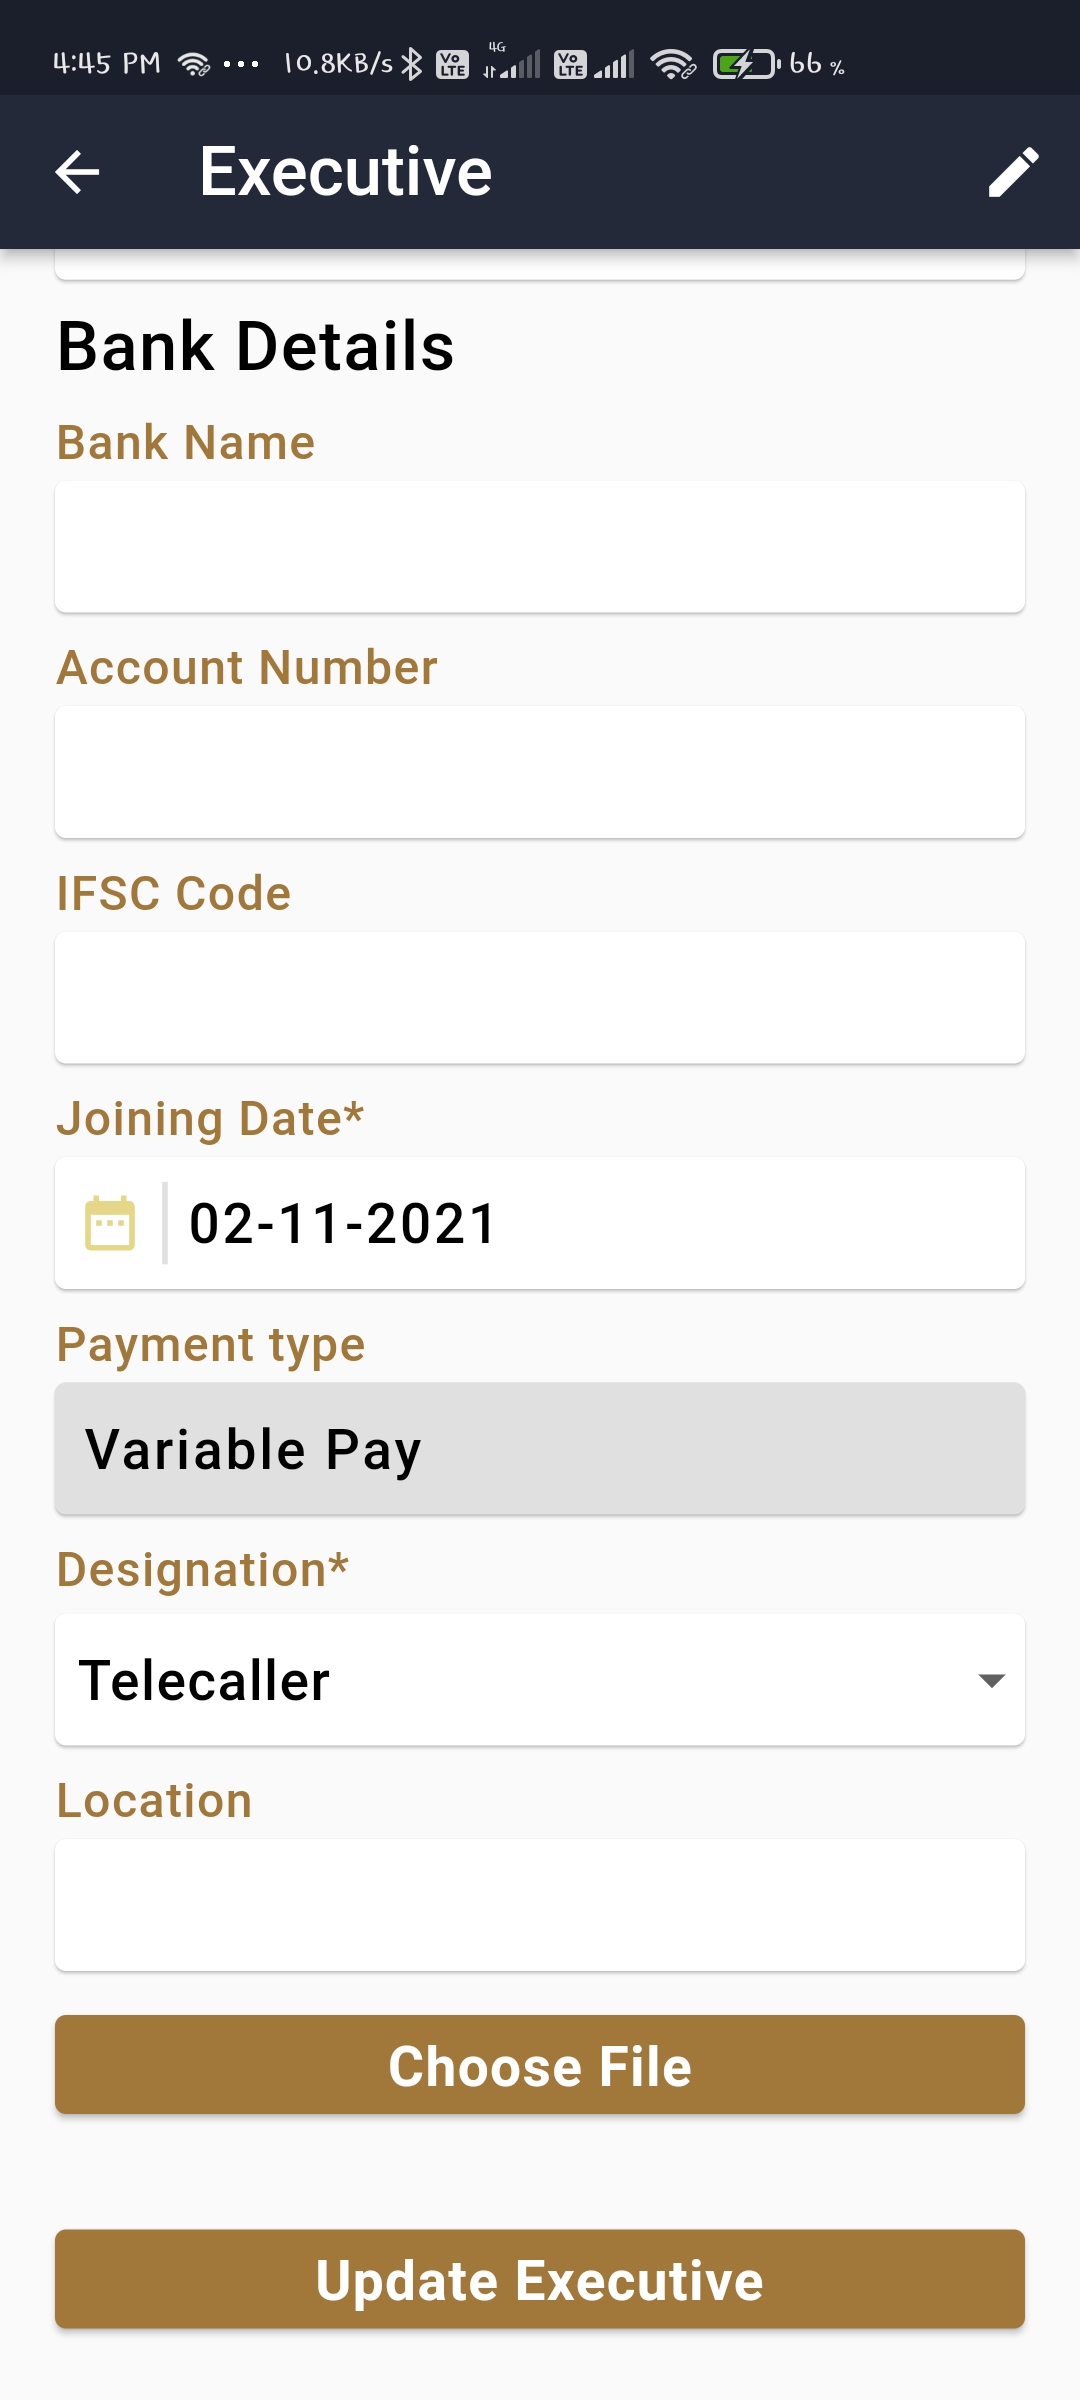 4:45 PM ... 10.8KB/s Vo LTE 4G Vo LTE 66 %
Executive
Bank Details
Bank Name
Account Number
IFSC Code
Joining Date*
02-11-2021
Payment type
Variable Pay
Designation*
Telecaller
Location
Choose File
Update Executive